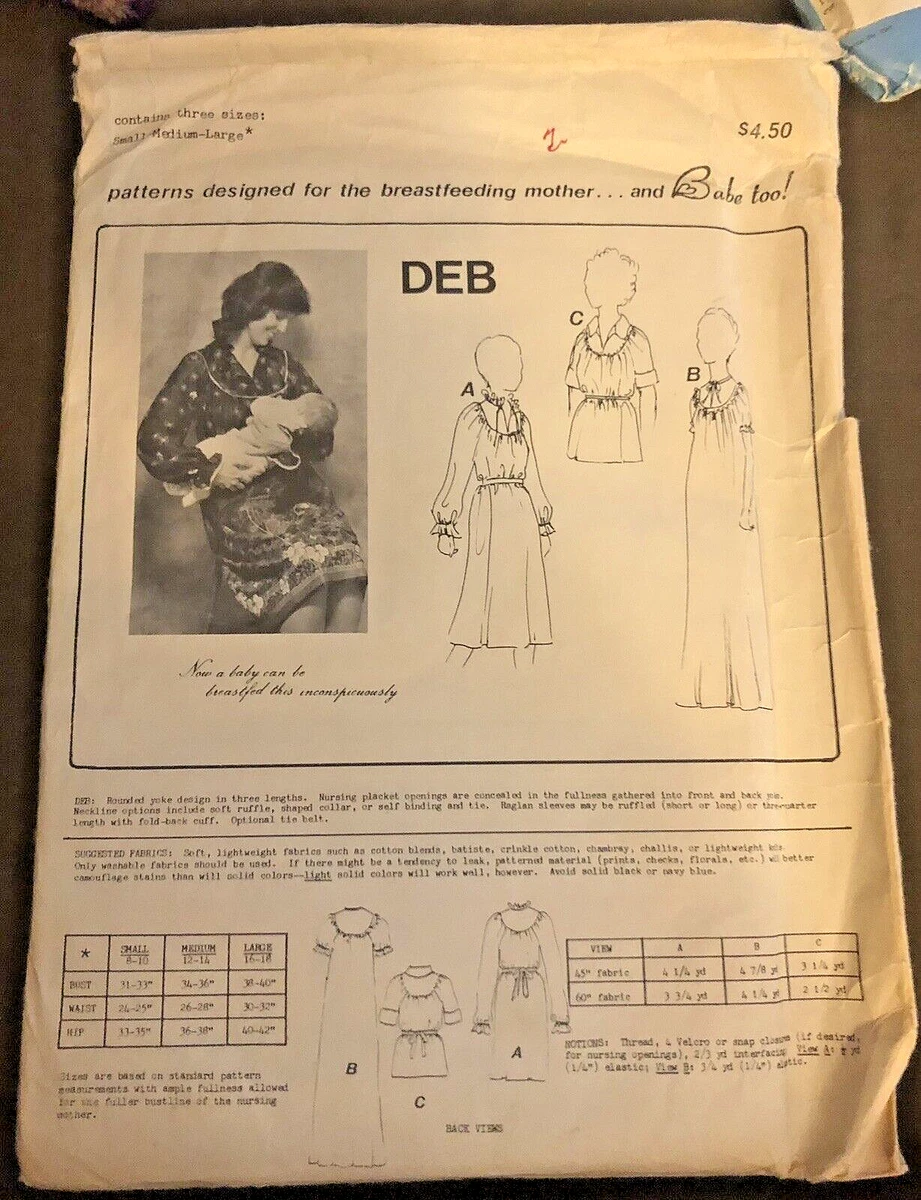 contains three sizes:
Small-Medium-Large*
$4.50
patterns designed for the breastfeeding mother...and Babe too!
DEB
A
C
B
Now a baby can be
breastfed this inconspicuously
DEB: Rounded yoke design in three lengths. Nursing placket openings are concealed in the fullness gathered into front and back
Neckline options include soft ruffle, shaped collar, or self binding and tie. Raglan sleeves may be ruffled (short or long) or three-quarter
length with fold-back cuff. Optional tie belt.
SUGGESTED FABRICS: Soft, lightweight fabrics such as cotton blends, batiste, crinkle cotton, chambray, challis, or lightweight
Only washable fabrics should be used. If there might be a tendency to leak, patterned material (prints, checks, florals, etc.) will better
camouflage stains than will solid colors--light solid colors will work well, however. Avoid solid black or navy blue.
* SMALL 8-10 MEDIUM 12-14 LARGE 16-18
BUST 31-33" 34-36" 38-40"
WAIST 24-25" 26-28" 30-32"
HIP 33-35" 36-38" 40-42"
Sizes are based on standard pattern
measurements with ample fullness allowed
for the fuller bustline of the nursing
mother.
B
C
A
BACK VIEWS
VIEW A B C
45" fabric 4 1/4 yd 4 7/8 yd 3 1/4 yd
60" fabric 3 3/4 yd 4 1/4 yd 2 1/2 yd
NOTIONS: Thread, 4 Velcro or snap closures (if desired,
for nursing openings), 2/3 yd interfacing View A: yd
(1/4") elastic; View B: 3/4 yd (1/4") elastic.